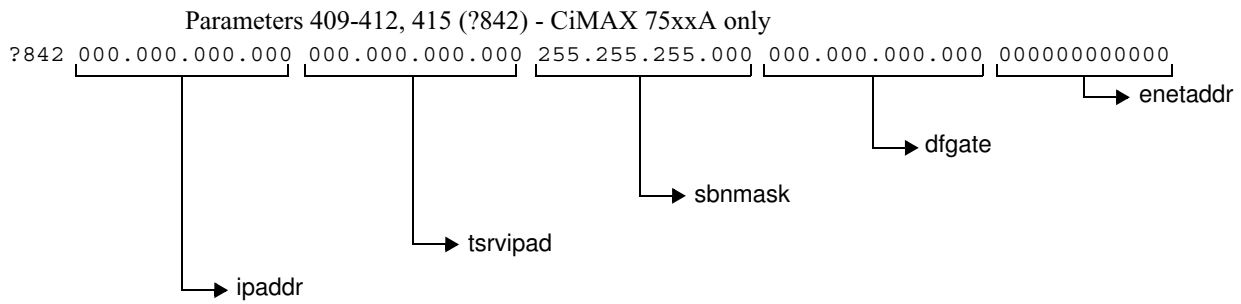 Parameters 409-412, 415 (?842) - CiMAX 75xxA only
?842 000.000.000.000 000.000.000.000 255.255.255.000 000.000.000.000 000000000000
enetaddr
dfgate
sbnmask
tsrvipad
ipaddr